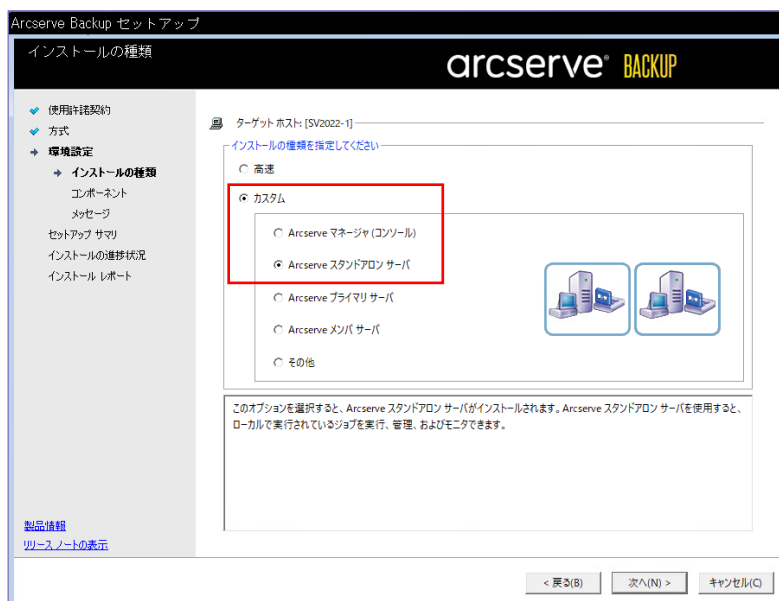 Arcserve Backup セットアップ
インストールの種類
arcserve® BACKUP
使用許諾契約
方式
環境設定
インストールの種類
コンポーネント
メッセージ
セットアップ サマリ
インストールの進捗状況
インストール レポート
製品情報
リリース ノートの表示
ターゲット ホスト: [SV2022-1]
インストールの種類を指定してください
高速
カスタム
Arcserve マネージャ (コンソール)
Arcserve スタンドアロン サーバ
Arcserve プライマリ サーバ
Arcserve メンバ サーバ
その他
このオプションを選択すると、Arcserve スタンドアロン サーバがインストールされます。Arcserve スタンドアロン サーバを使用すると、
ローカルで実行されているジョブを実行、管理、およびモニタできます。
< 戻る(B)
次へ(N) >
キャンセル(C)